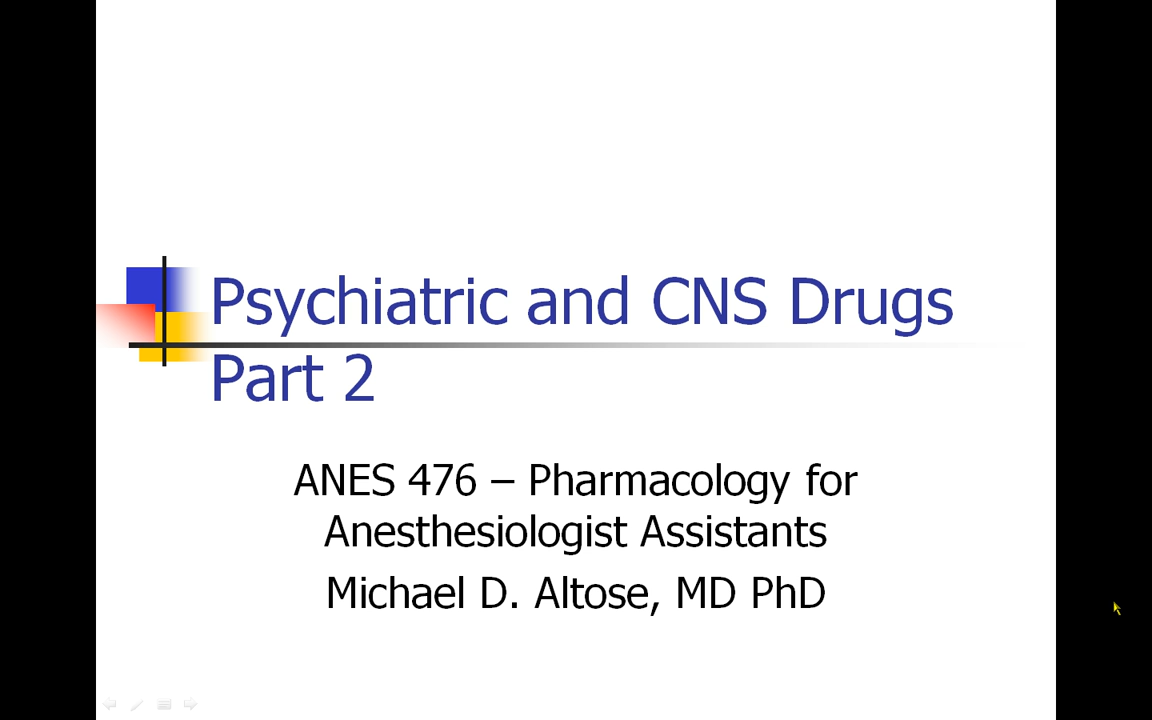 Psychiatric and CNS Drugs
Part 2
ANES 476 – Pharmacology for
Anesthesiologist Assistants
Michael D. Altose, MD PhD